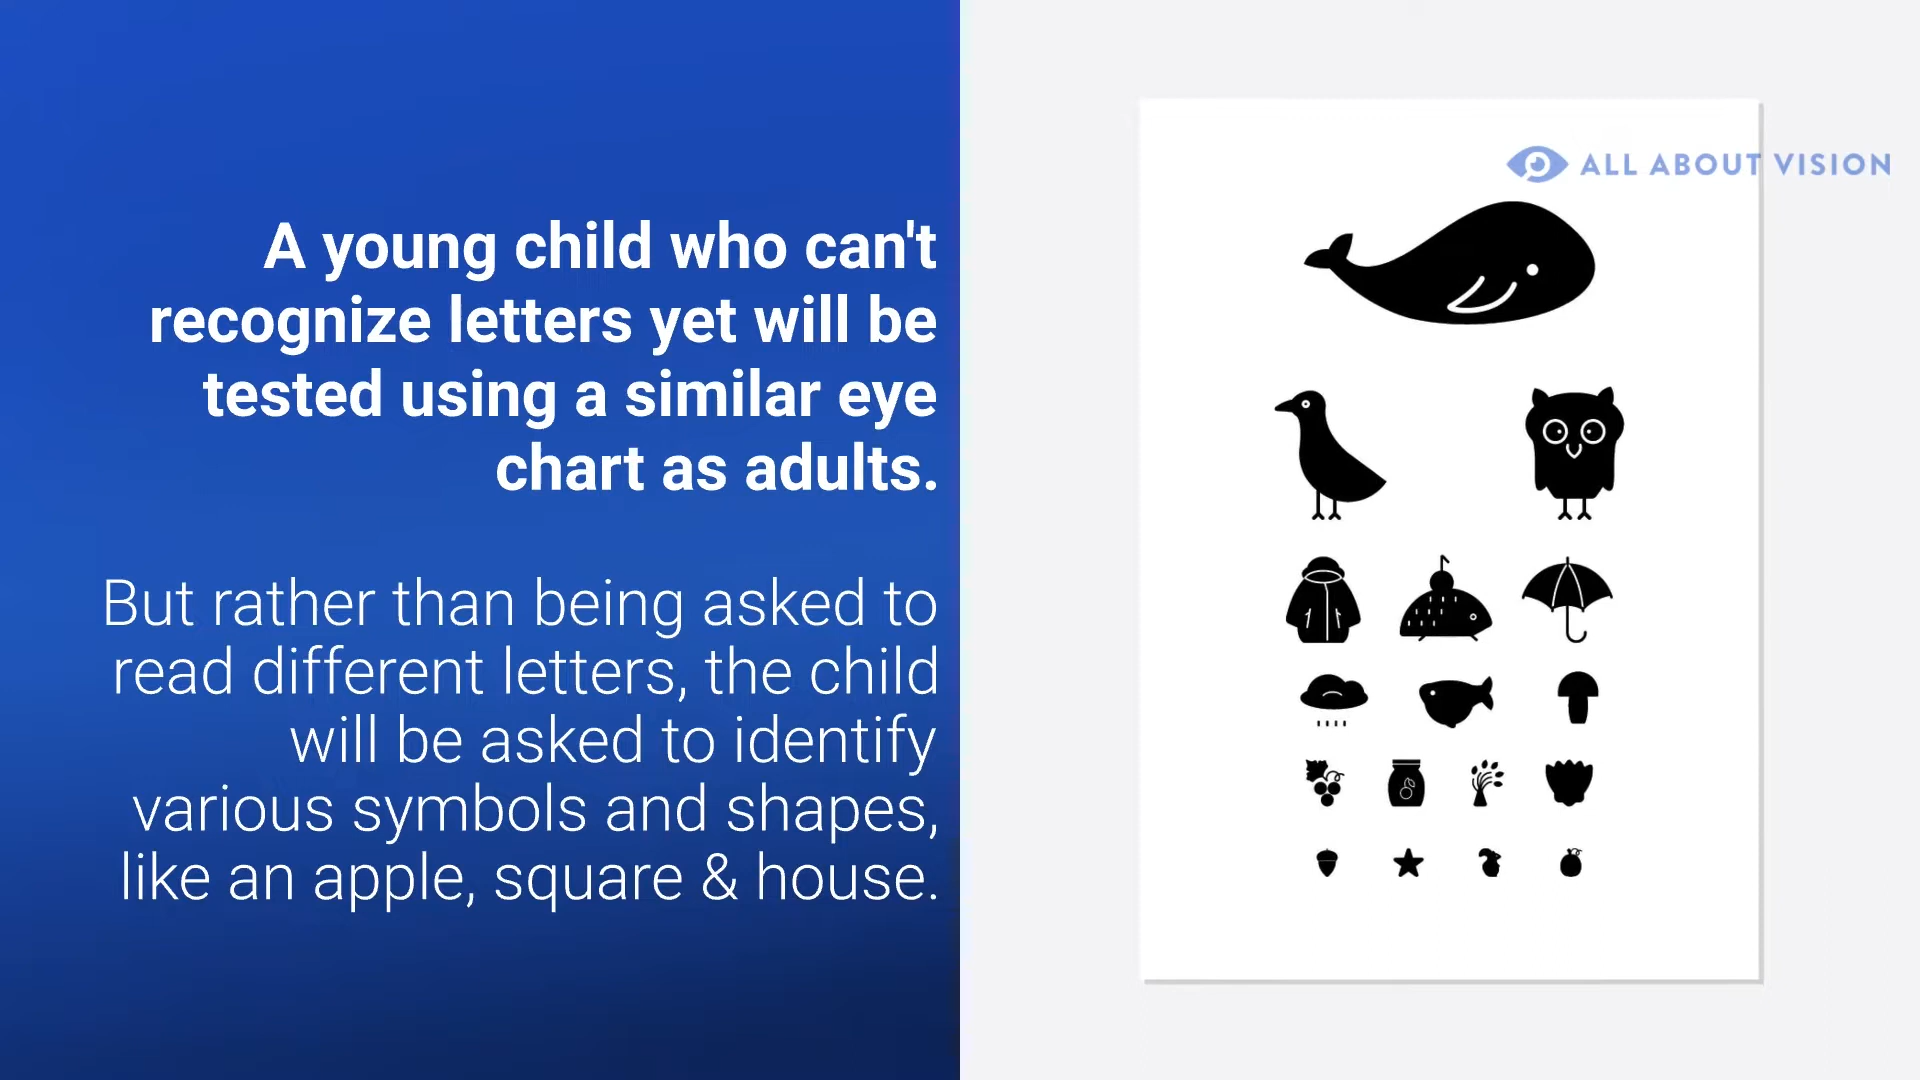 A young child who can't
recognize letters yet will be
tested using a similar eye
chart as adults.
But rather than being asked to
read different letters, the child
will be asked to identify
various symbols and shapes,
like an apple, square & house.
ALL ABOUT VISION